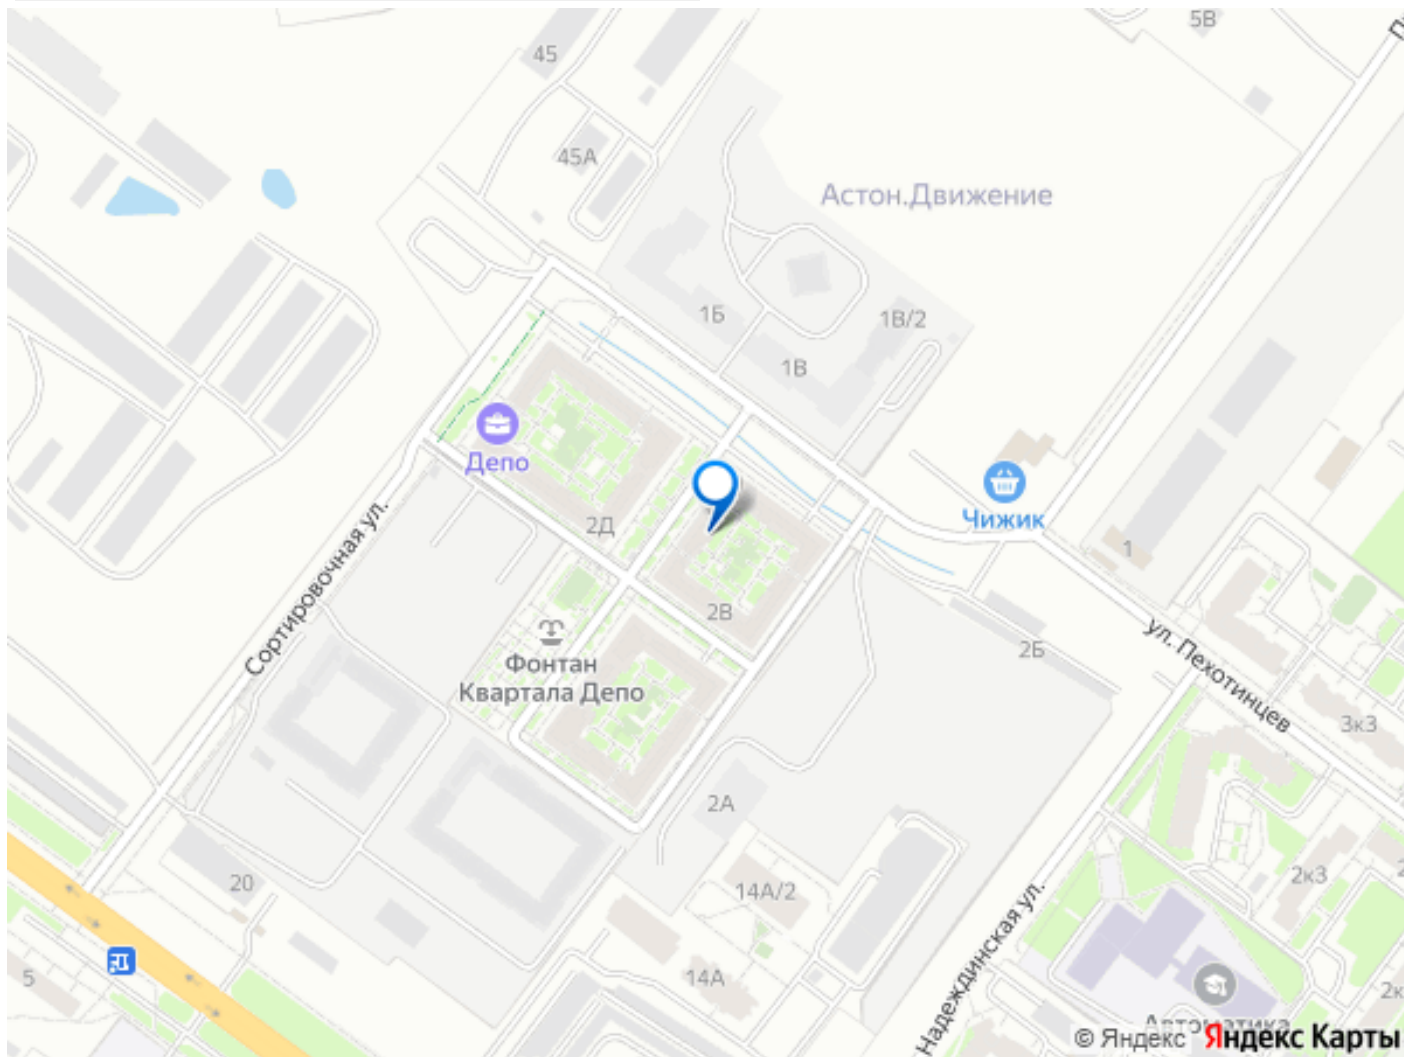 5В
45
45А
Астон.Движение
1Б
1В/2
1В
Депо
Чижик
2Д
1
2В
Сортировочная ул.
ул. Пехотинцев
2Б
Фонтан
Квартала Депо
3к3
2А
20
14А/2
2к3
Надеждинская ул.
5
14А
Автоматика
© Яндекс Яндекс Карты